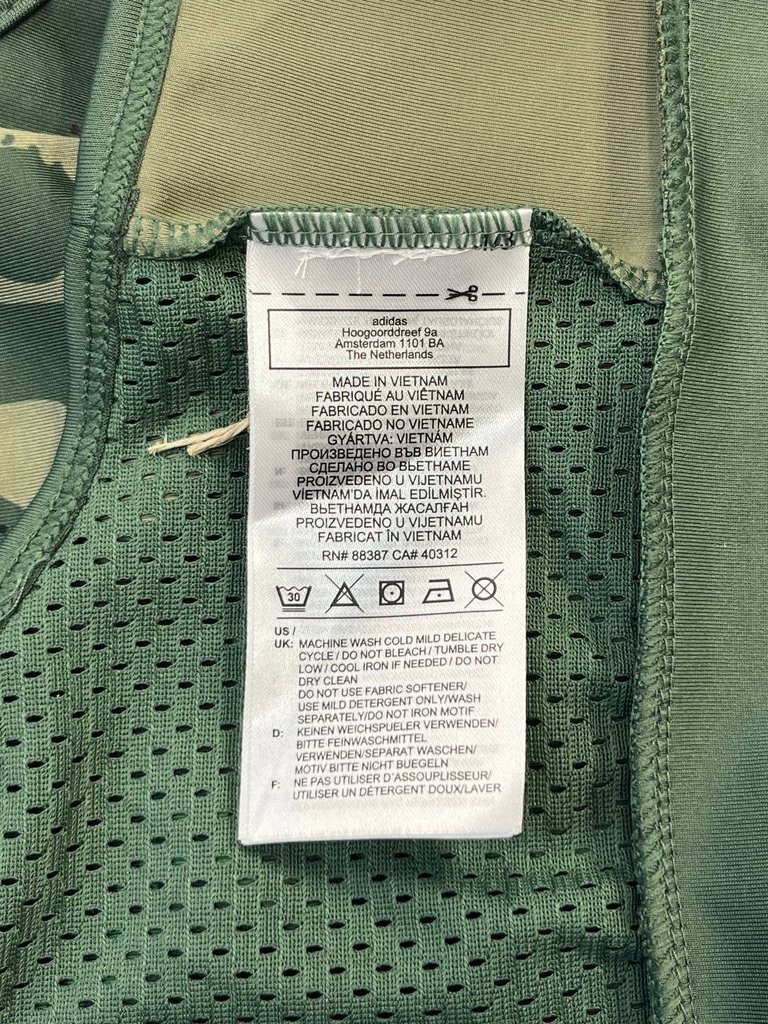 adidas
Hoogoorddreef 9a
Amsterdam 1101 BA
The Netherlands
MADE IN VIETNAM
FABRIQUÉ AU VIÊTNAM
FABRICADO EN VIETNAM
FABRICADO NO VIETNAME
GYÁRTVA: VIETNÁM
ПРОИЗВЕДЕНО ВЪВ ВИЕТНАМ
СДЕЛАНО ВО ВЬЕТНАМЕ
PROIZVEDENO U VIJETNAMU
VİETNAM'DA IMAL EDİLMİŞTİR.
ВЬЕТНАМДА ЖАСАЛҒАН
PROIZVEDENO U VIJETNAMU
FABRICAT ÎN VIETNAM
RN# 88387 CA# 40312
30
US /
UK: MACHINE WASH COLD MILD DELICATE
CYCLE / DO NOT BLEACH / TUMBLE DRY
LOW / COOL IRON IF NEEDED / DO NOT
DRY CLEAN
DO NOT USE FABRIC SOFTENER/
USE MILD DETERGENT ONLY/WASH
SEPARATELY/DO NOT IRON MOTIF
D: KEINEN WEICHSPUELER VERWENDEN/
BITTE FEINWASCHMITTEL
VERWENDEN/SEPARAT WASCHEN/
MOTIV BITTE NICHT BUEGELN
F: NE PAS UTILISER D'ASSOUPLISSEUR/
UTILISER UN DÉTERGENT DOUX/LAVER